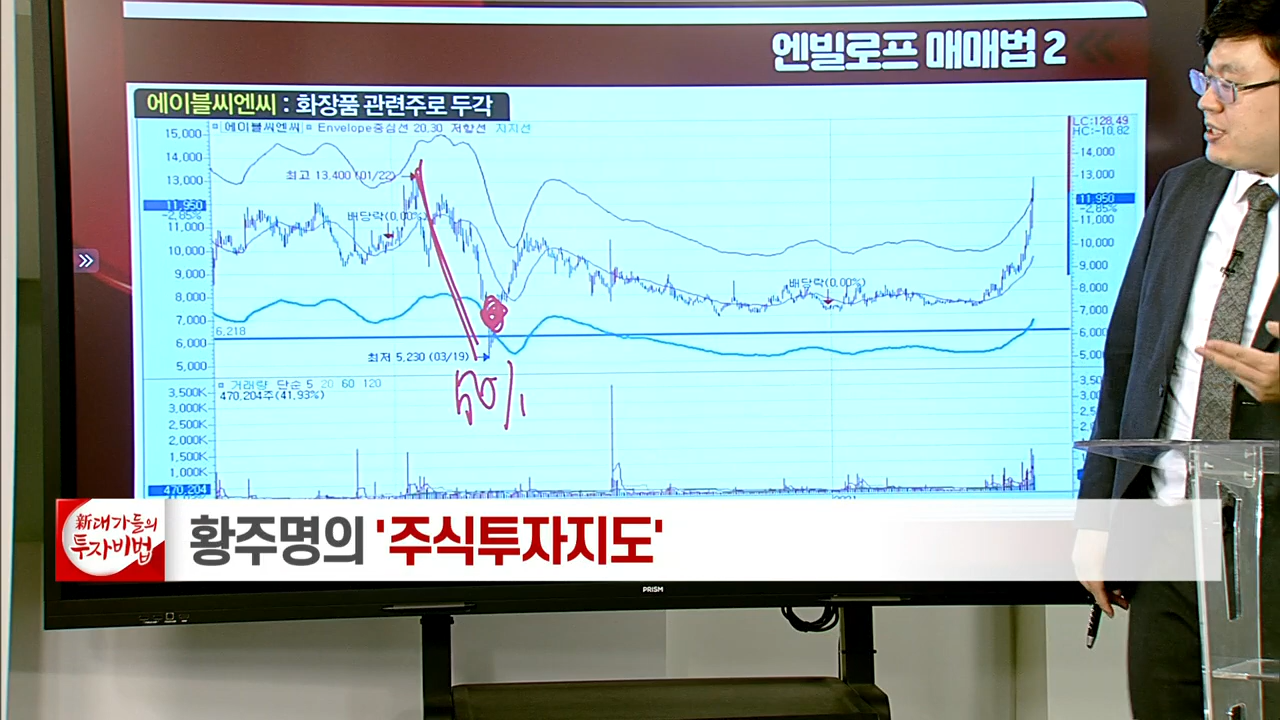 엔빌로프 매매법 2
에이블씨엔씨 : 화장품 관련주로 두각
[에이블씨엔씨] Envelope중심선 20,30 저항선 지지선
LC:128.49
HC:-10.82
15,000
14,000
13,000
11,950
-2.85%
11,000
10,000
9,000
8,000
7,000
6,000
5,000
최고 13,400 (01/22)
배당락(0.00%)
배당락(0.00%)
6,218
최저 5,230 (03/19)
50%
14,000
13,000
11,950
-2.85%
10,000
9,000
8,000
7,000
6,000
5,000
거래량 단순 5 20 60 120
470,204주(41.93%)
3,500K
3,000K
2,500K
2,000K
1,500K
1,000K
470,204
新대가들의
투자비법
황주명의 '주식투자지도'
PRISM